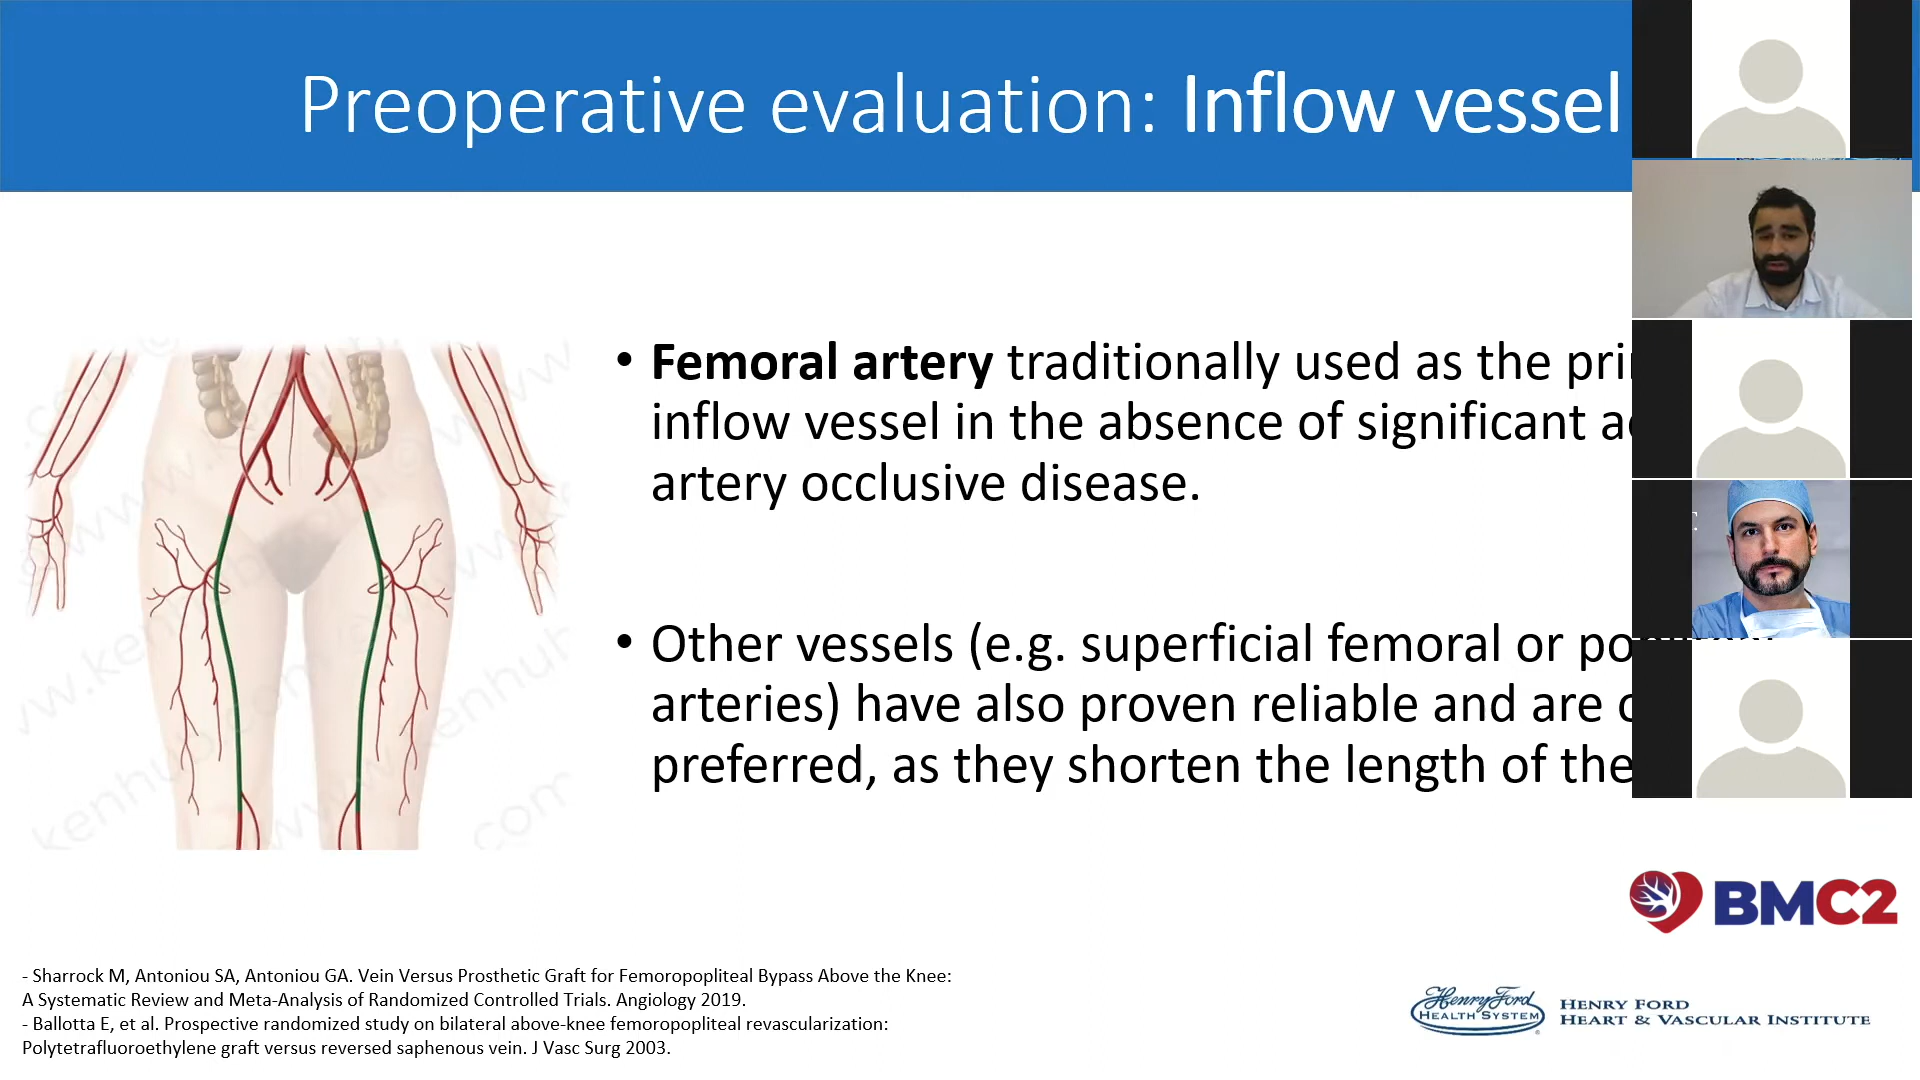 Preoperative evaluation: Inflow vessel
• Femoral artery traditionally used as the
inflow vessel in the absence of significant
artery occlusive disease.
• Other vessels (e.g. superficial femoral or
arteries) have also proven reliable and are
preferred, as they shorten the length of the
BMC2
- Sharrock M, Antoniou SA, Antoniou GA. Vein Versus Prosthetic Graft for Femoropopliteal Bypass Above the Knee:
A Systematic Review and Meta-Analysis of Randomized Controlled Trials. Angiology 2019.
- Ballotta E, et al. Prospective randomized study on bilateral above-knee femoropopliteal revascularization:
Polytetrafluoroethylene graft versus reversed saphenous vein. J Vasc Surg 2003.
Henry Ford
HEALTH SYSTEM
HENRY FORD
HEART & VASCULAR INSTITUTE